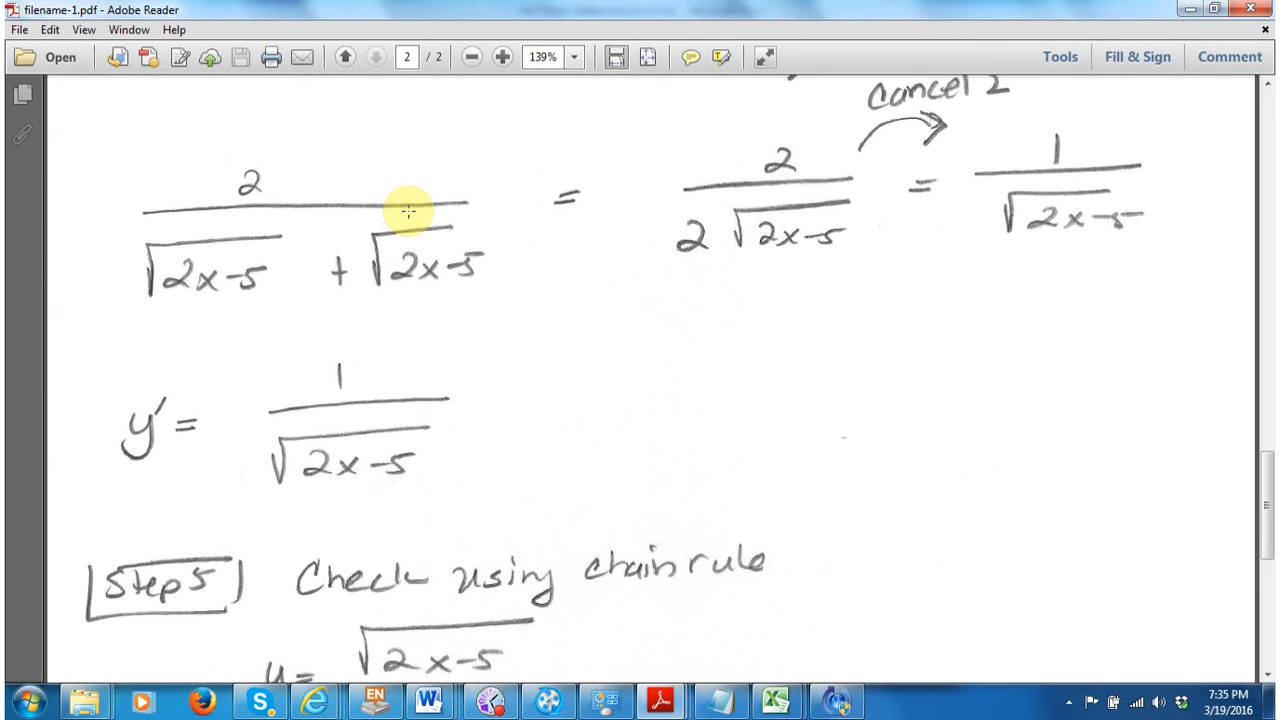 filename-1.pdf - Adobe Reader
File Edit View Window Help
Open 2 / 2 139% Tools Fill & Sign Comment
Cancel 2
2 / (√(2x-5) + √(2x-5)) = 2 / (2√(2x-5)) = 1 / √(2x-5)
y' = 1 / √(2x-5)
Step 5 Check using chain rule
y = √(2x-5)
EN
7:35 PM
3/19/2016